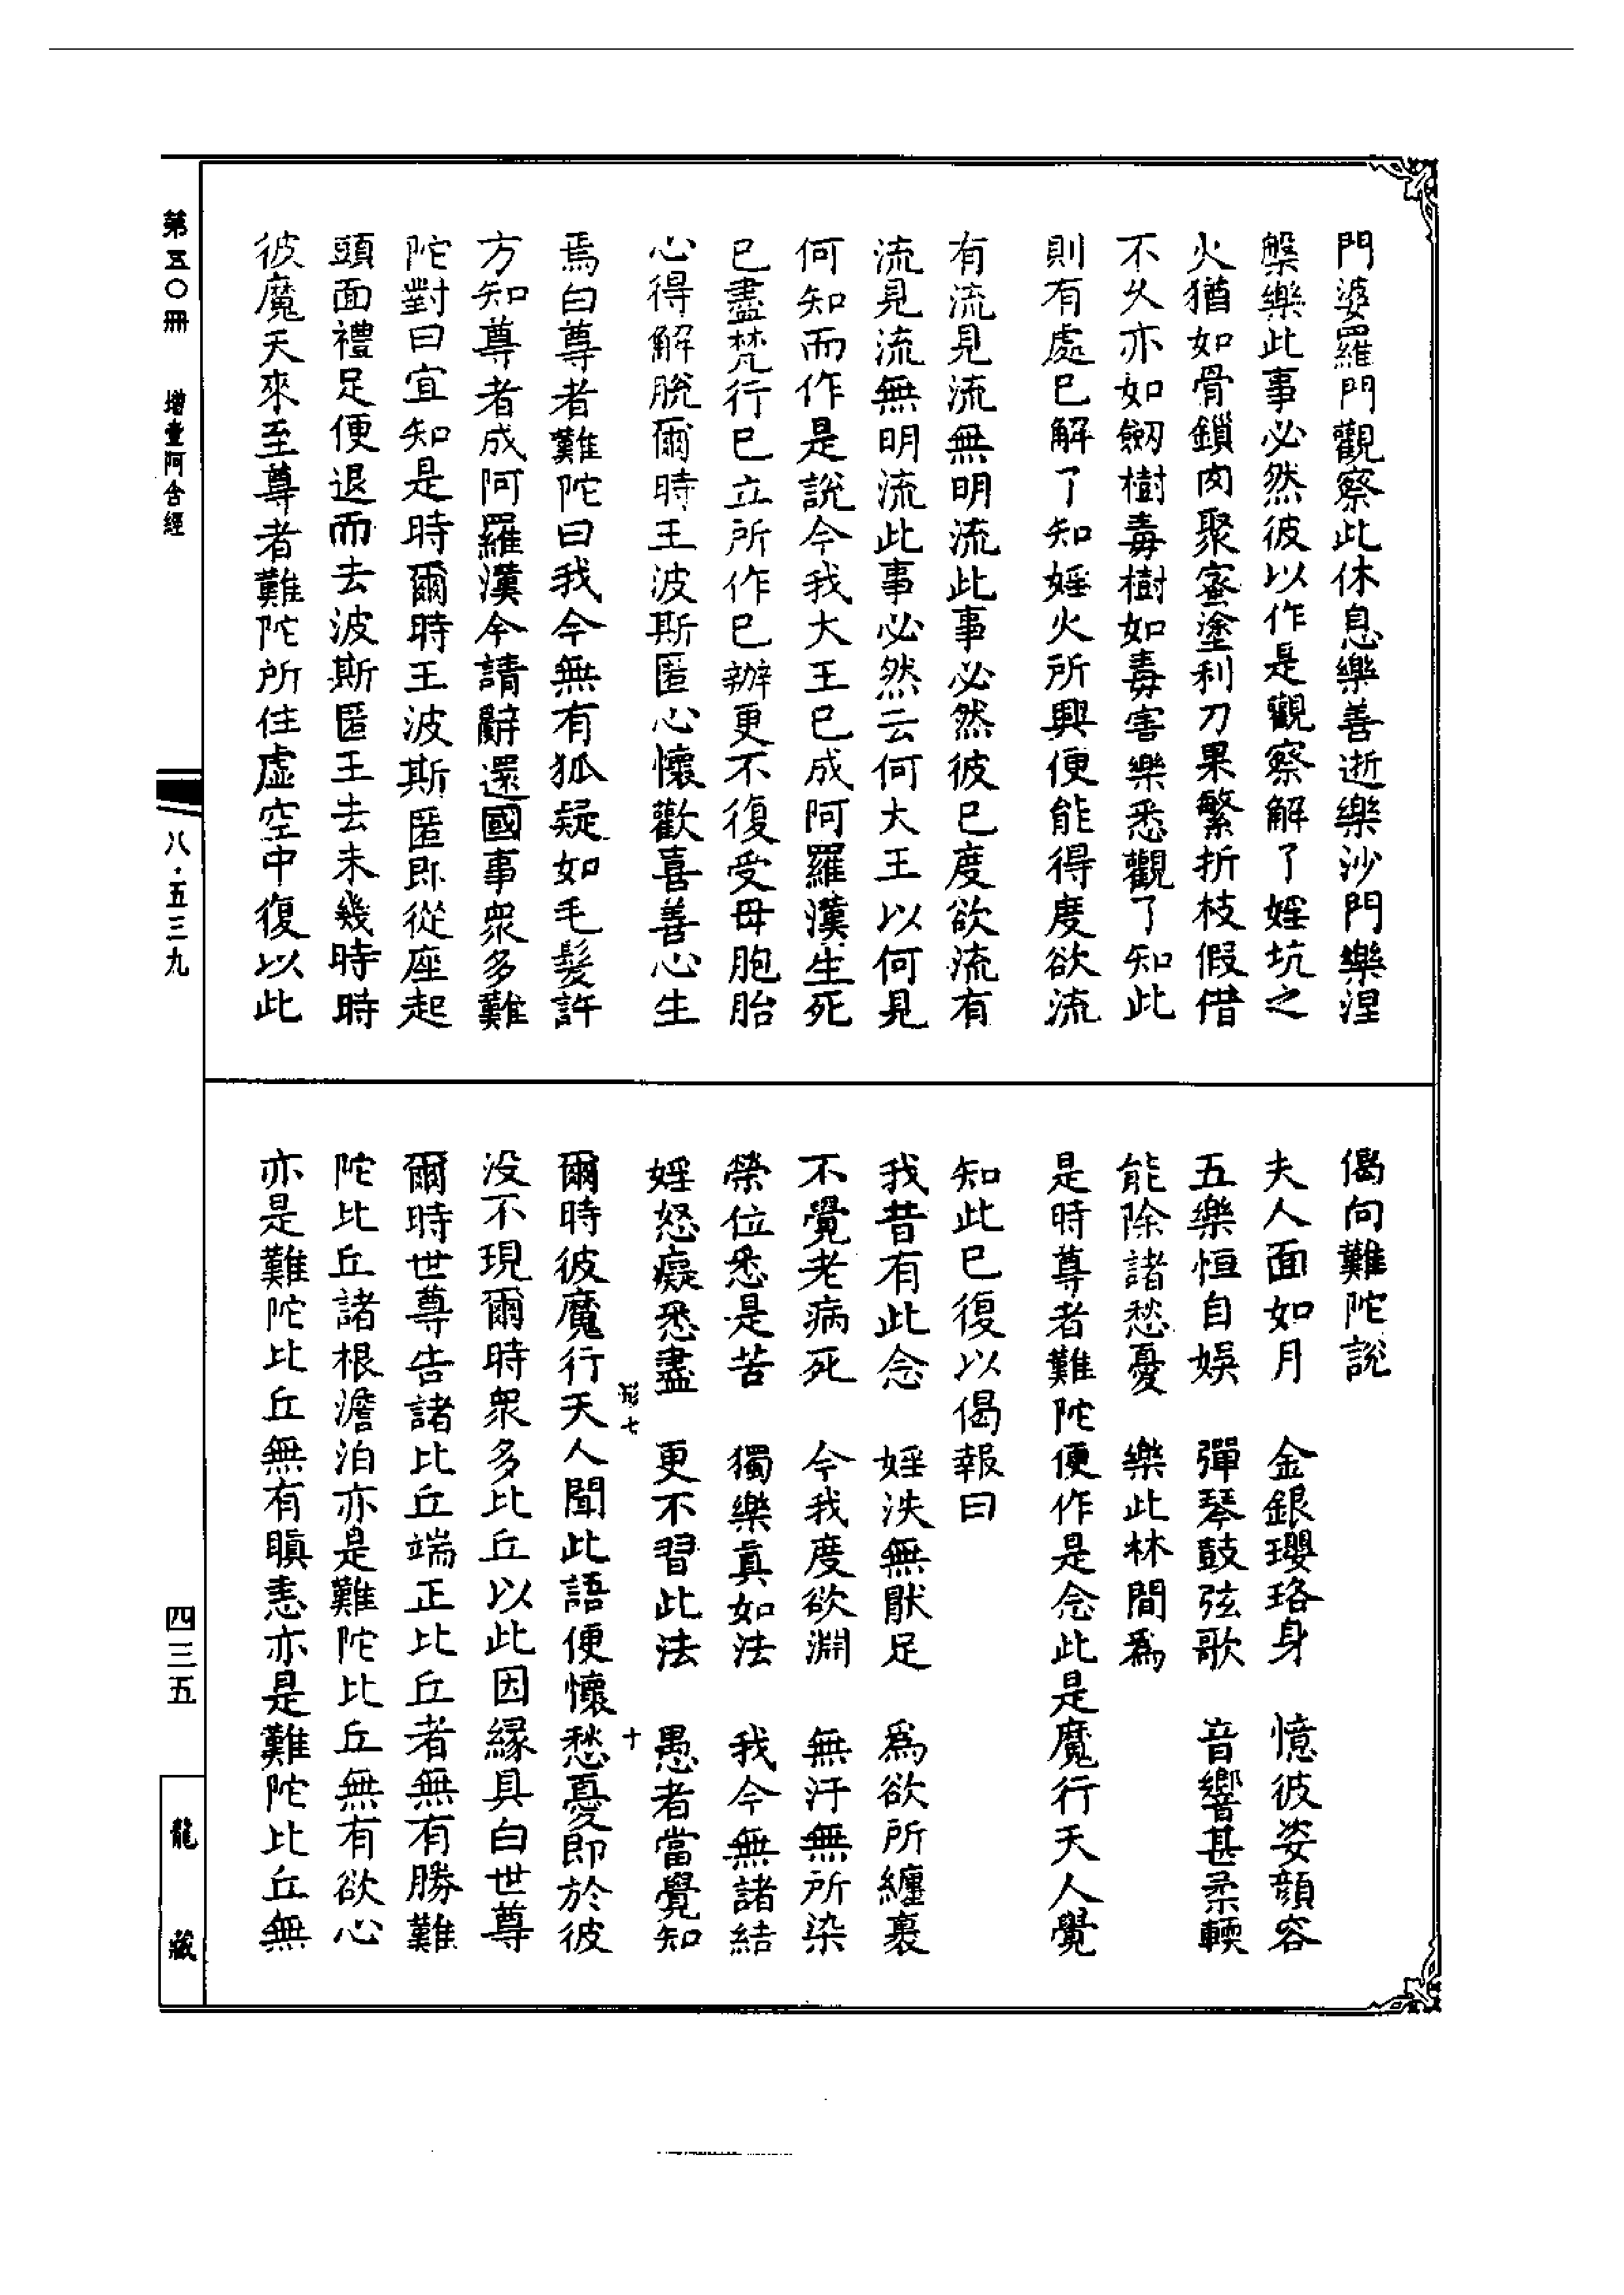 門婆羅門觀察此休息樂善逝樂沙門樂涅
槃樂此事必然彼以作是觀察解了婬坑之
火猶如骨鎖肉聚蜜塗利刀果繁折枝假借
不久亦如劒樹毒樹如毒害樂悉觀了知此
則有處已解了知婬火所興便能得度欲流
有流見流無明流此事必然彼已度欲流有
流見流無明流此事必然云何大王以何見
何知而作是說今我大王已成阿羅漢生死
已盡梵行已立所作已辦更不復受母胞胎
心得解脫爾時王波斯匿心懷歡喜善心生
焉白尊者難陀曰我今無有狐疑如毛髮許
方知尊者成阿羅漢今請辭還國事衆多難
陀對曰宜知是時爾時王波斯匿即從座起
頭面禮足便退而去波斯匿王去未幾時時
彼魔天來至尊者難陀所住虛空中復以此
偈向難陀說
夫人面如月　金銀瓔珞身　憶彼姿顏容
五樂恒自娛　彈琴鼓弦歌　音響甚柔輭
能除諸愁憂　樂此林間為
是時尊者難陀便作是念此是魔行天人覺
知此已復以偈報曰
我昔有此念　婬泆無猒足　為欲所纏裹
不覺老病死　今我度欲淵　無汙無所染
榮位悉是苦　獨樂真如法　我今無諸結
婬怒癡悉盡　更不習此法　愚者當覺知
爾時彼魔行天人聞此語便懷愁憂即於彼
沒不現爾時衆多比丘以此因緣具白世尊
爾時世尊告諸比丘端正比丘者無有勝難
陀比丘諸根澹泊亦是難陀比丘無有欲心
亦是難陀比丘無有瞋恚亦是難陀比丘無
七
十
第五〇冊　增壹阿含經
八·五三九
四三五
龍藏